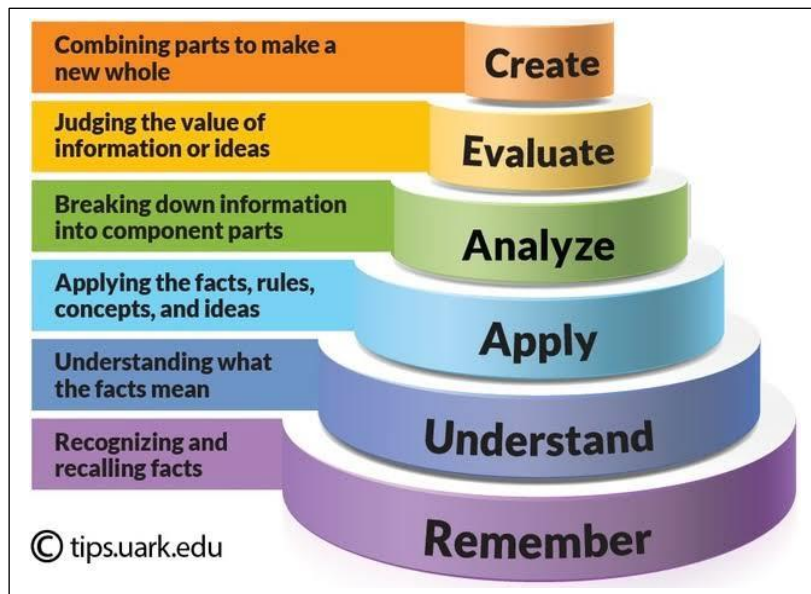 Combining parts to make a
new whole
Create
Judging the value of
information or ideas
Evaluate
Breaking down information
into component parts
Analyze
Applying the facts, rules,
concepts, and ideas
Apply
Understanding what
the facts mean
Understand
Recognizing and
recalling facts
Remember
© tips.uark.edu